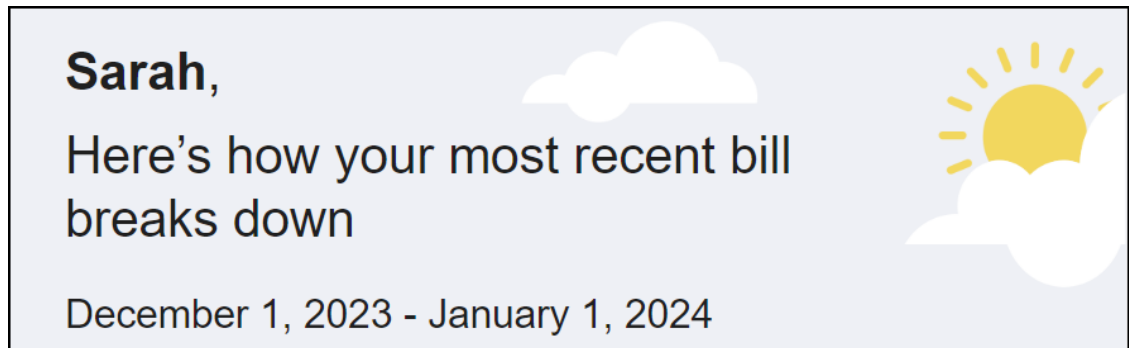 Sarah,
Here’s how your most recent bill
breaks down
December 1, 2023 - January 1, 2024